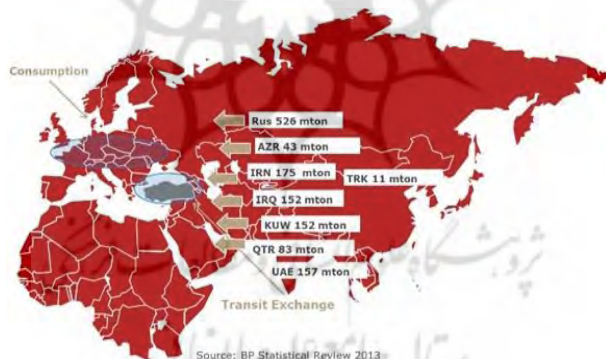 Consumption
Rus 526 mton
AZR 43 mton
IRN 175 mton
TRK 11 mton
IRQ 152 mton
KUW 152 mton
QTR 83 mton
UAE 157 mton
Transit Exchange
Source: BP Statistical Review 2013